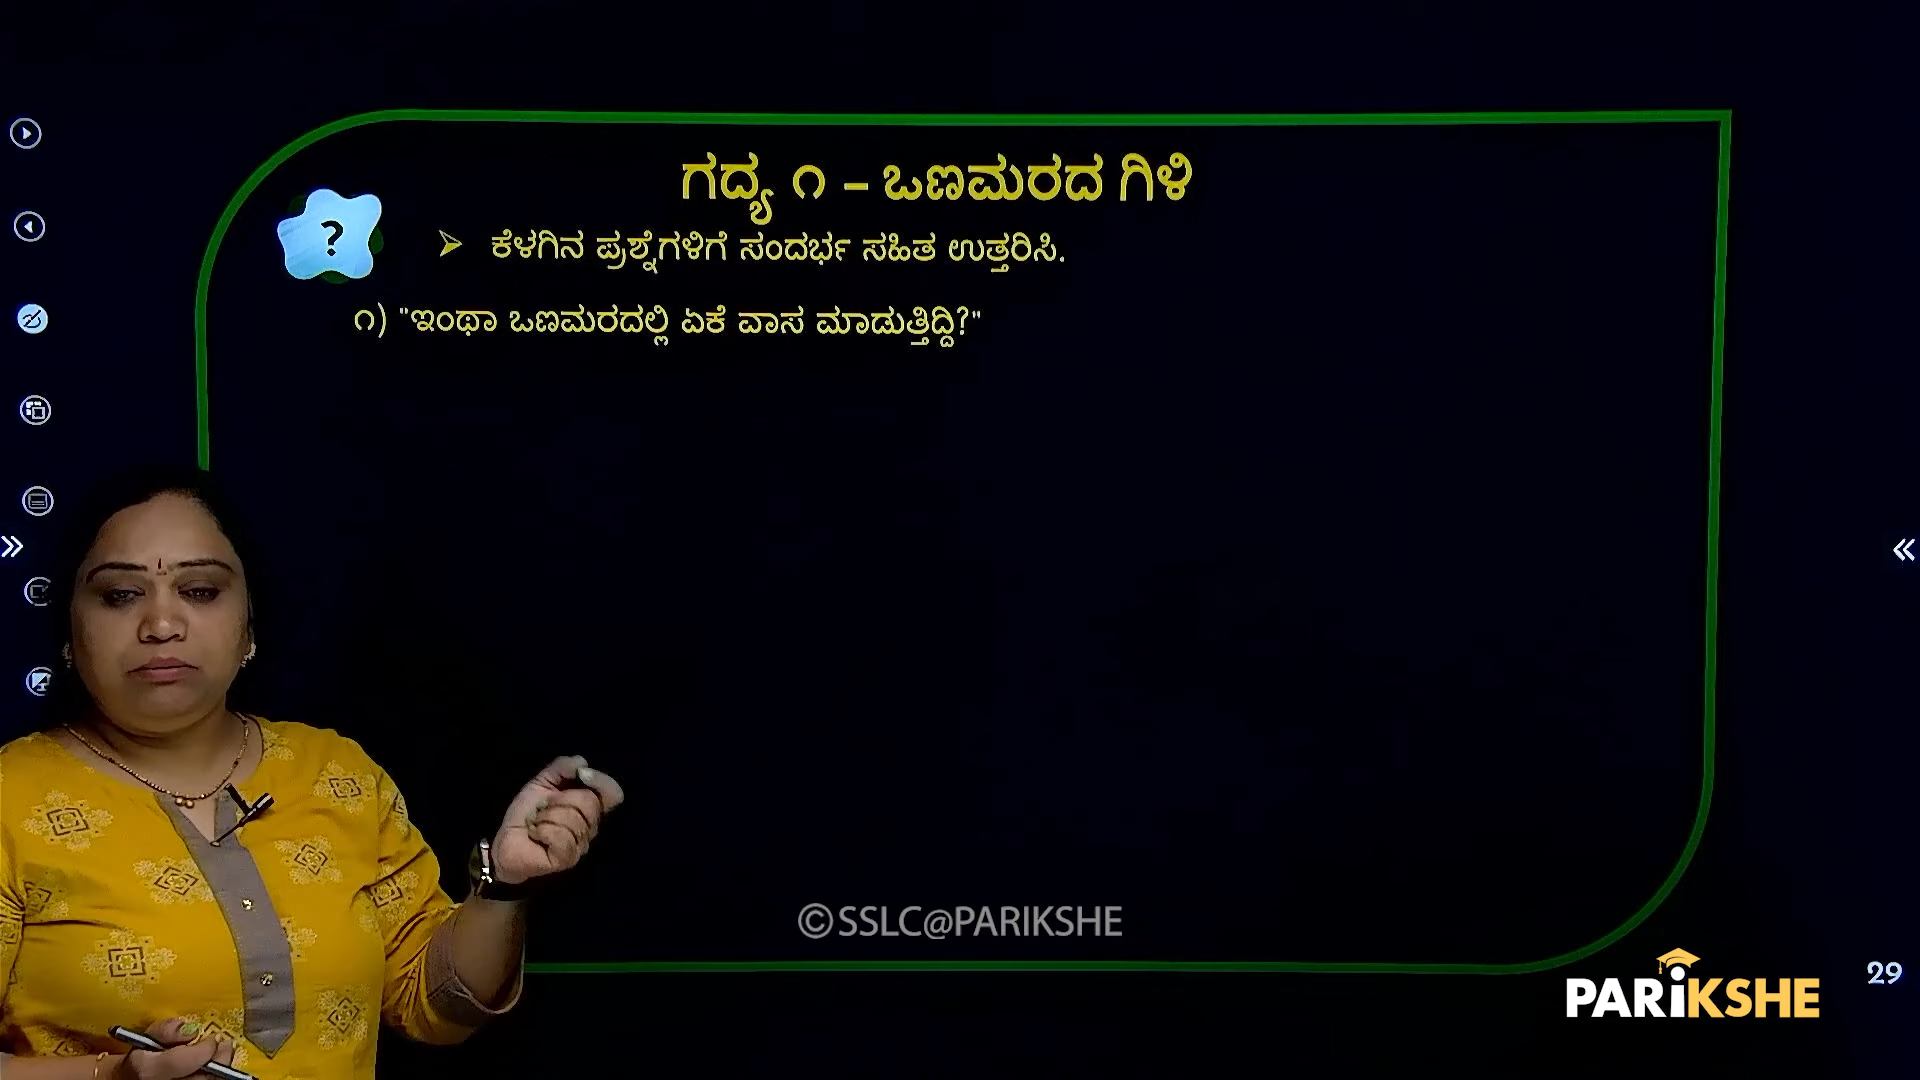 ಗದ್ಯ ೧ – ಒಣಮರದ ಗಿಳಿ
?
➢ ಕೆಳಗಿನ ಪ್ರಶ್ನೆಗಳಿಗೆ ಸಂದರ್ಭ ಸಹಿತ ಉತ್ತರಿಸಿ.
೧) "ಇಂಥಾ ಒಣಮರದಲ್ಲಿ ಏಕೆ ವಾಸ ಮಾಡುತ್ತಿದ್ದಿ?"
©SSLC@PARIKSHE
PARiKSHE
29